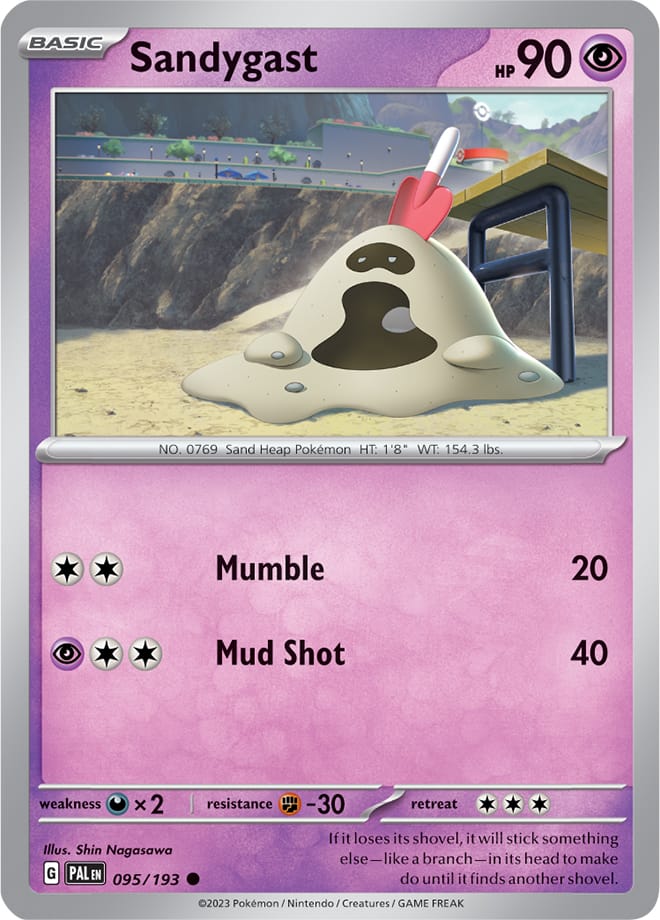 BASIC
Sandygast
HP 90
NO. 0769 Sand Heap Pokémon HT: 1'8" WT: 154.3 lbs.
Mumble 20
Mud Shot 40
weakness ×2 resistance -30 retreat
Illus. Shin Nagasawa
If it loses its shovel, it will stick something
else—like a branch—in its head to make
do until it finds another shovel.
G PAL EN 095/193
©2023 Pokémon / Nintendo / Creatures / GAME FREAK